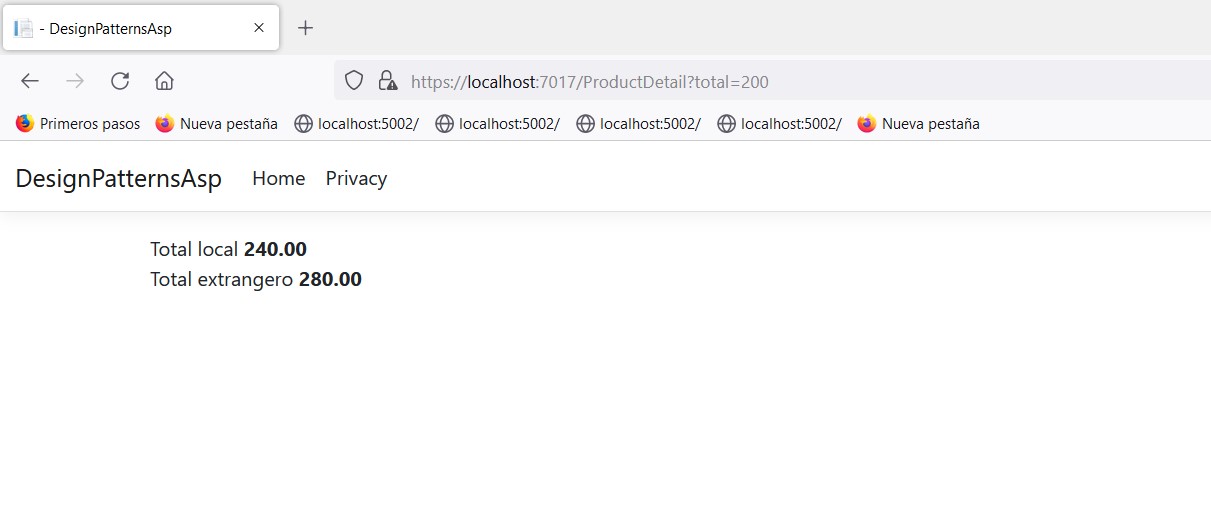 - DesignPatternsAsp
https://localhost:7017/ProductDetail?total=200
Primeros pasos Nueva pestaña localhost:5002/ localhost:5002/ localhost:5002/ localhost:5002/ Nueva pestaña
DesignPatternsAsp Home Privacy
Total local 240.00
Total extrangero 280.00